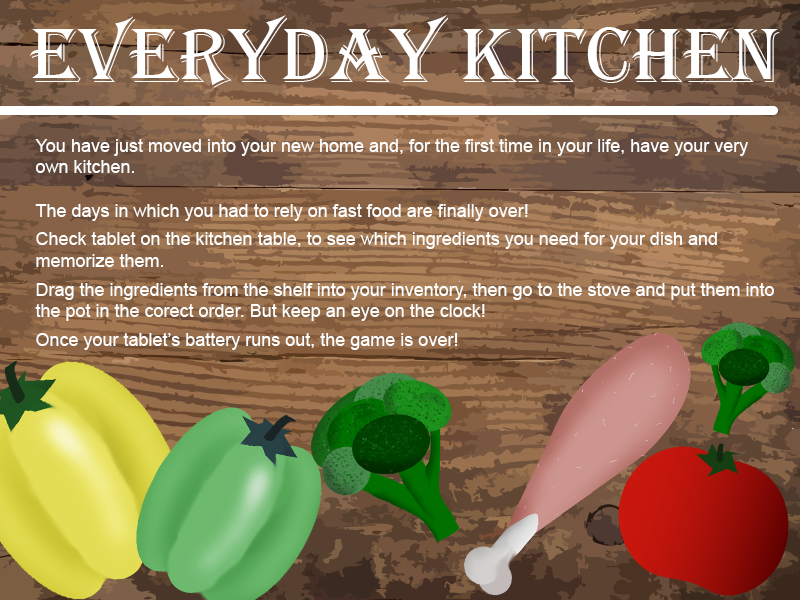 EVERYDAY KITCHEN
You have just moved into your new home and, for the first time in your life, have your very
own kitchen.
The days in which you had to rely on fast food are finally over!
Check tablet on the kitchen table, to see which ingredients you need for your dish and
memorize them.
Drag the ingredients from the shelf into your inventory, then go to the stove and put them into
the pot in the corect order. But keep an eye on the clock!
Once your tablet’s battery runs out, the game is over!